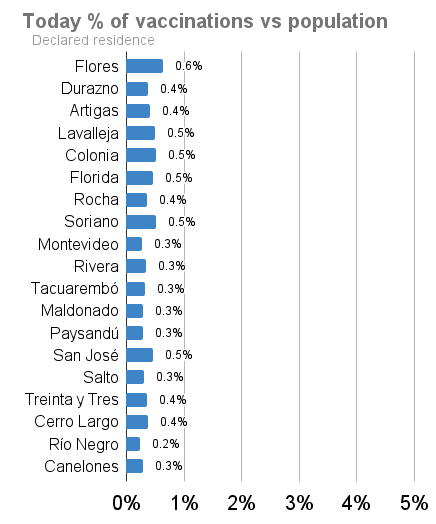 Today % of vaccinations vs population
Declared residence
Flores 0.6%
Durazno 0.4%
Artigas 0.4%
Lavalleja 0.5%
Colonia 0.5%
Florida 0.5%
Rocha 0.4%
Soriano 0.5%
Montevideo 0.3%
Rivera 0.3%
Tacuarembó 0.3%
Maldonado 0.3%
Paysandú 0.3%
San José 0.5%
Salto 0.3%
Treinta y Tres 0.4%
Cerro Largo 0.4%
Río Negro 0.2%
Canelones 0.3%
0% 1% 2% 3% 4% 5%